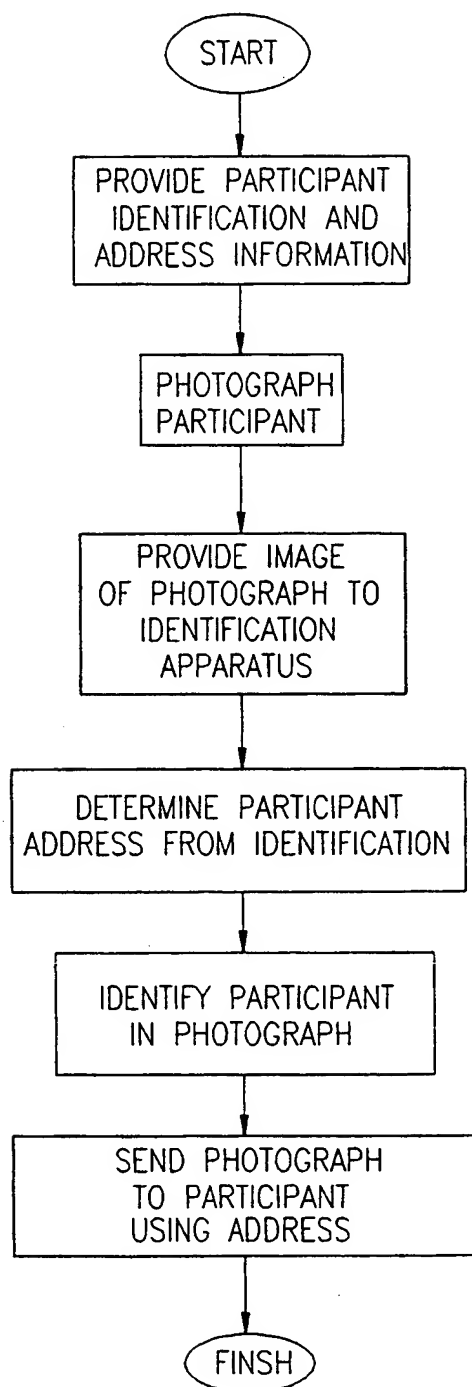 START
PROVIDE PARTICIPANT
IDENTIFICATION AND
ADDRESS INFORMATION
PHOTOGRAPH
PARTICIPANT
PROVIDE IMAGE
OF PHOTOGRAPH TO
IDENTIFICATION
APPARATUS
DETERMINE PARTICIPANT
ADDRESS FROM IDENTIFICATION
IDENTIFY PARTICIPANT
IN PHOTOGRAPH
SEND PHOTOGRAPH
TO PARTICIPANT
USING ADDRESS
FINSH